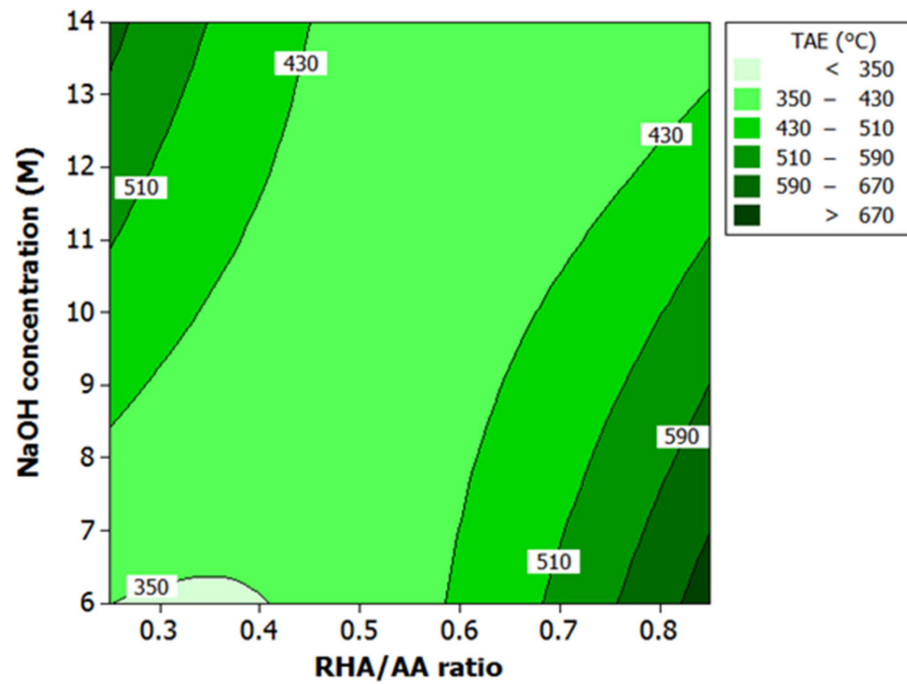 TAE (°C)
< 350
350 – 430
430 – 510
510 – 590
590 – 670
> 670
NaOH concentration (M)
14
13
12
11
10
9
8
7
6
430
430
510
590
510
350
0.3 0.4 0.5 0.6 0.7 0.8
RHA/AA ratio